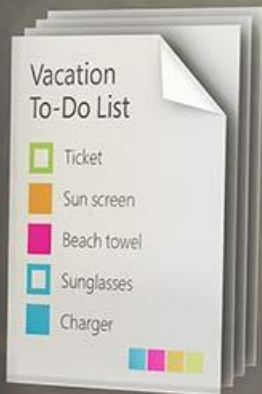 Vacation
To-Do List
Ticket
Sun screen
Beach towel
Sunglasses
Charger